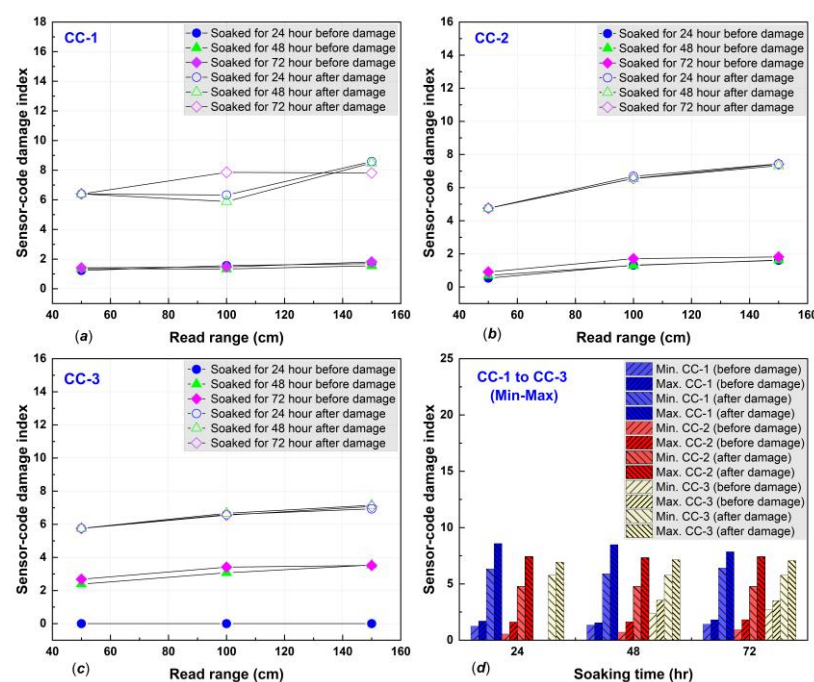 CC-1
Soaked for 24 hour before damage
Soaked for 48 hour before damage
Soaked for 72 hour before damage
Soaked for 24 hour after damage
Soaked for 48 hour after damage
Soaked for 72 hour after damage
Sensor-code damage index
18
16
14
12
10
8
6
4
2
0
40 60 80 100 120 140 160
(a)
Read range (cm)
CC-2
Soaked for 24 hour before damage
Soaked for 48 hour before damage
Soaked for 72 hour before damage
Soaked for 24 hour after damage
Soaked for 48 hour after damage
Soaked for 72 hour after damage
Sensor-code damage index
16
14
12
10
8
6
4
2
0
40 60 80 100 120 140 160
(b)
Read range (cm)
CC-3
Soaked for 24 hour before damage
Soaked for 48 hour before damage
Soaked for 72 hour before damage
Soaked for 24 hour after damage
Soaked for 48 hour after damage
Soaked for 72 hour after damage
Sensor-code damage index
16
14
12
10
8
6
4
2
0
40 60 80 100 120 140 160
(c)
Read range (cm)
CC-1 to CC-3
(Min-Max)
Min. CC-1 (before damage)
Max. CC-1 (before damage)
Min. CC-1 (after damage)
Max. CC-1 (after damage)
Min. CC-2 (before damage)
Max. CC-2 (before damage)
Min. CC-2 (after damage)
Max. CC-2 (after damage)
Min. CC-3 (before damage)
Max. CC-3 (before damage)
Min. CC-3 (after damage)
Max. CC-3 (after damage)
Sensor-code damage index
25
20
15
10
5
0
24 48 72
(d)
Soaking time (hr)